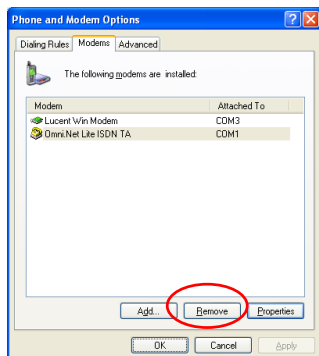 Phone and Modem Options
Dialing Rules Modems Advanced
The following modems are installed:
Modem Attached To
Lucent Win Modem COM3
Omni.Net Lite ISDN TA COM1
Add... Remove Properties
OK Cancel Apply